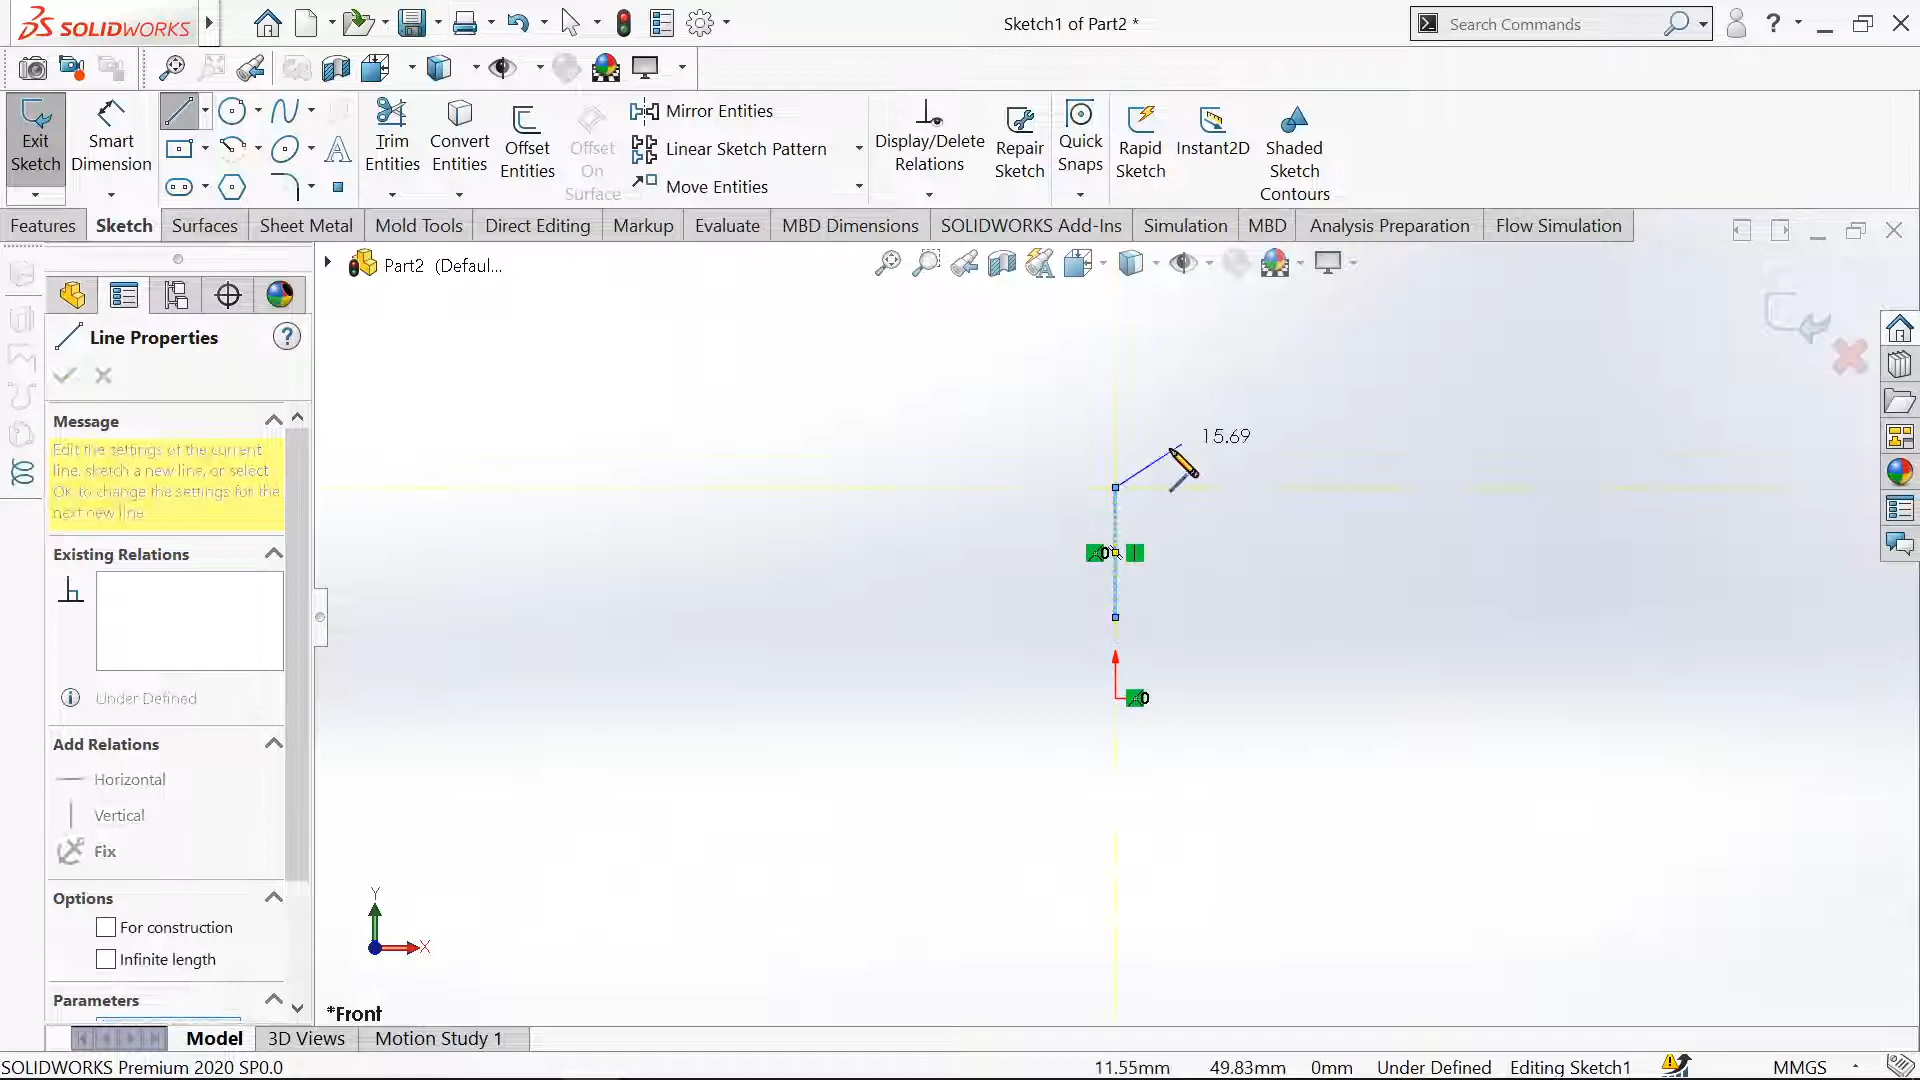 SOLIDWORKS
Sketch1 of Part2 *
Search Commands
?
Exit Sketch
Smart Dimension
Trim Entities
Convert Entities
Offset Entities
Offset On Surface
Mirror Entities
Linear Sketch Pattern
Move Entities
Display/Delete Relations
Repair Sketch
Quick Snaps
Rapid Sketch
Instant2D
Shaded Sketch Contours
Features
Sketch
Surfaces
Sheet Metal
Mold Tools
Direct Editing
Markup
Evaluate
MBD Dimensions
SOLIDWORKS Add-Ins
Simulation
MBD
Analysis Preparation
Flow Simulation
Part2 (Defaul...
Line Properties
?
Message
Edit the settings of the current
line, sketch a new line, or select
OK to change the settings for the
next new line
Existing Relations
Under Defined
Add Relations
Horizontal
Vertical
Fix
Options
For construction
Infinite length
Parameters
15.69
0
0
Y
X
*Front
Model
3D Views
Motion Study 1
SOLIDWORKS Premium 2020 SP0.0
11.55mm
49.83mm
0mm
Under Defined
Editing Sketch1
MMGS